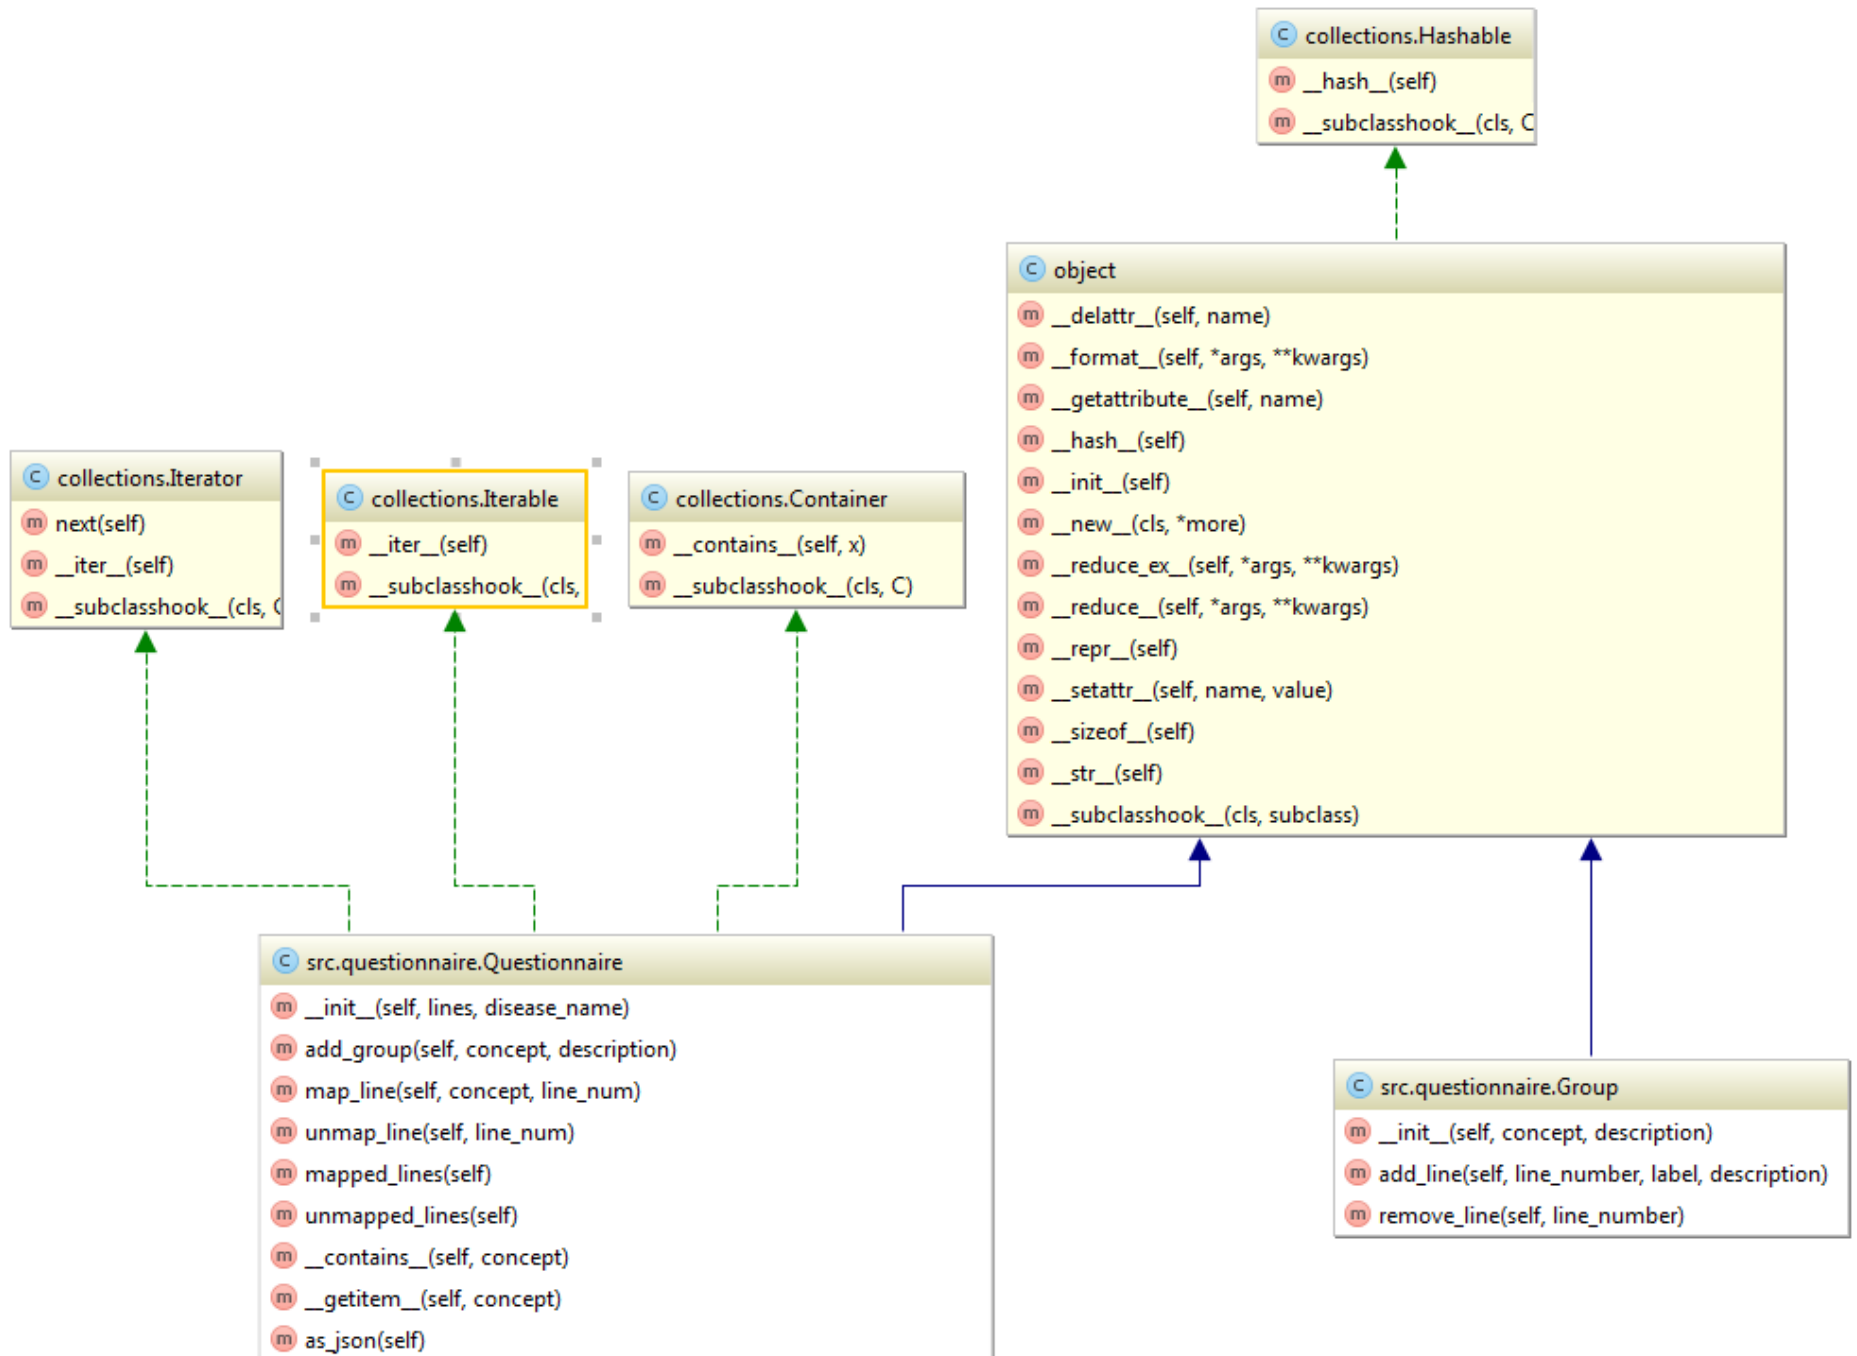 collections.Hashable
__hash__(self)
__subclasshook__(cls, C
object
__delattr__(self, name)
__format__(self, *args, **kwargs)
__getattribute__(self, name)
__hash__(self)
__init__(self)
__new__(cls, *more)
__reduce_ex__(self, *args, **kwargs)
__reduce__(self, *args, **kwargs)
__repr__(self)
__setattr__(self, name, value)
__sizeof__(self)
__str__(self)
__subclasshook__(cls, subclass)
collections.Iterator
next(self)
__iter__(self)
__subclasshook__(cls, C
collections.Iterable
__iter__(self)
__subclasshook__(cls,
collections.Container
__contains__(self, x)
__subclasshook__(cls, C)
src.questionnaire.Questionnaire
__init__(self, lines, disease_name)
add_group(self, concept, description)
map_line(self, concept, line_num)
unmap_line(self, line_num)
mapped_lines(self)
unmapped_lines(self)
__contains__(self, concept)
__getitem__(self, concept)
as_json(self)
src.questionnaire.Group
__init__(self, concept, description)
add_line(self, line_number, label, description)
remove_line(self, line_number)